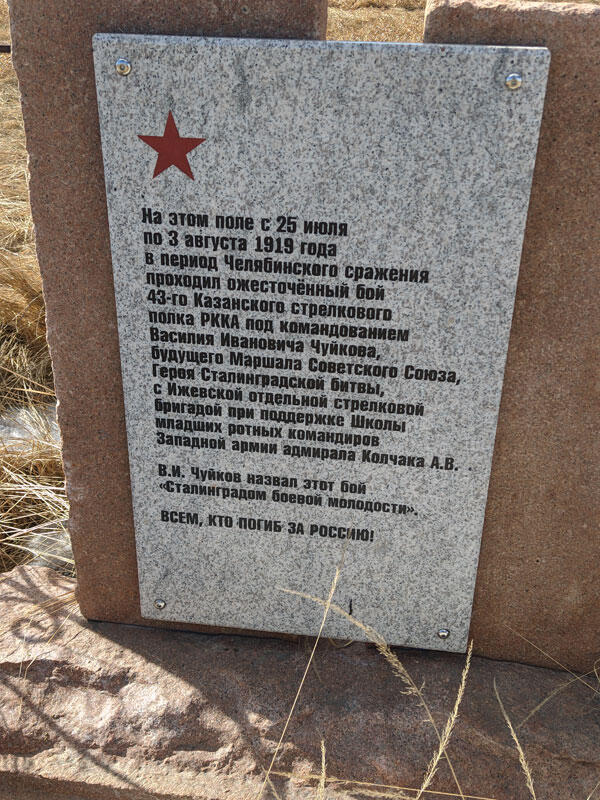 На этом поле с 25 июля
по 3 августа 1919 года
в период Челябинского сражения
проходил ожесточённый бой
43-го Казанского стрелкового
полка РККА под командованием
Василия Ивановича Чуйкова,
будущего Маршала Советского Союза,
Героя Сталинградской битвы,
с Ижевской отдельной стрелковой
бригадой при поддержке Школы
младших ротных командиров
Западной армии адмирала Колчака А.В.
В.И. Чуйков назвал этот бой
«Сталинградом боевой молодости».
ВСЕМ, КТО ПОГИБ ЗА РОССИЮ!